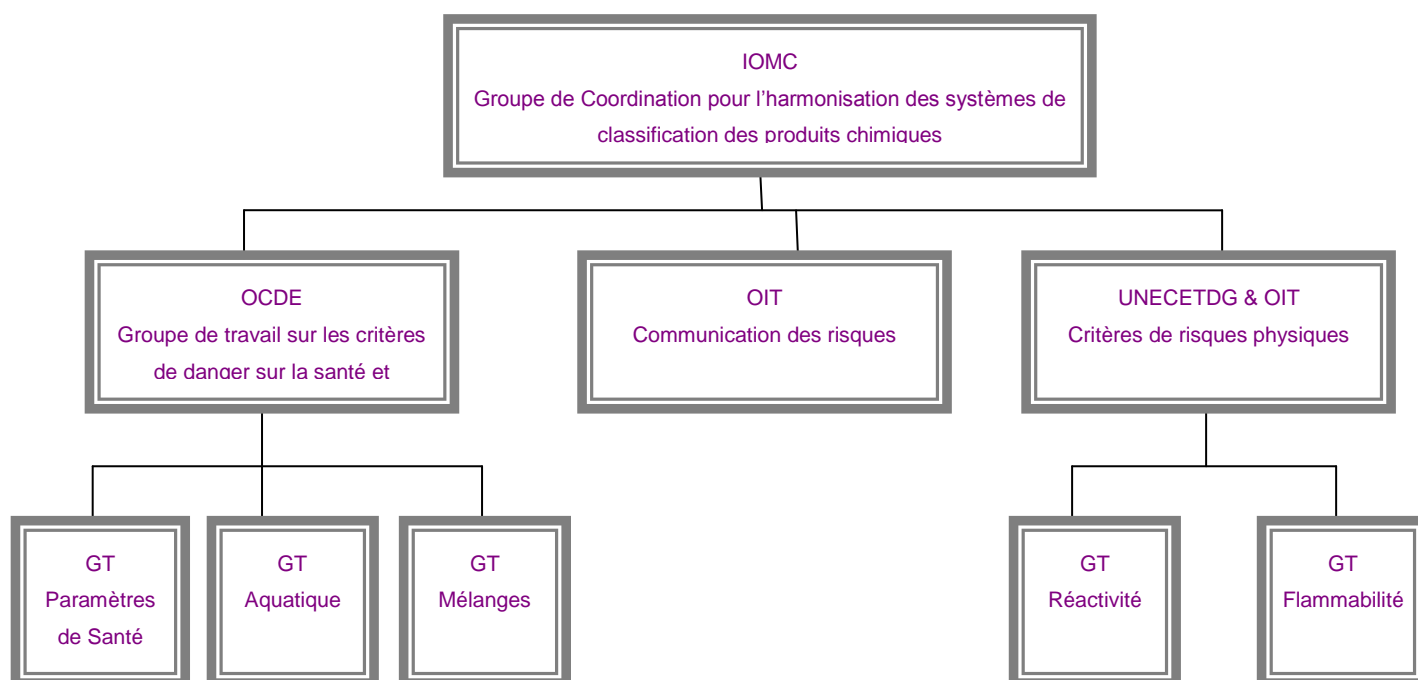 IOMC
Groupe de Coordination pour l'harmonisation des systèmes de
classification des produits chimiques
OCDE
Groupe de travail sur les critères
de danger sur la santé et
OIT
Communication des risques
UNECETDG & OIT
Critères de risques physiques
GT
Paramètres
de Santé
GT
Aquatique
GT
Mélanges
GT
Réactivité
GT
Flammabilité